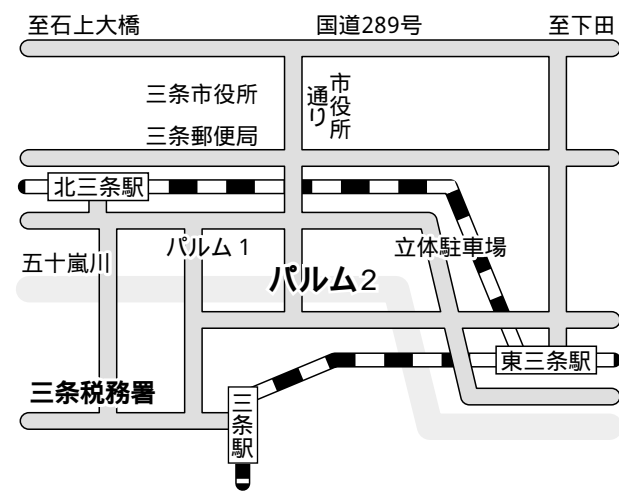 至石上大橋
国道289号
至下田
三条市役所
市役所
通り
三条郵便局
北三条駅
パルム1
立体駐車場
五十嵐川
パルム2
東三条駅
三条税務署
三条駅